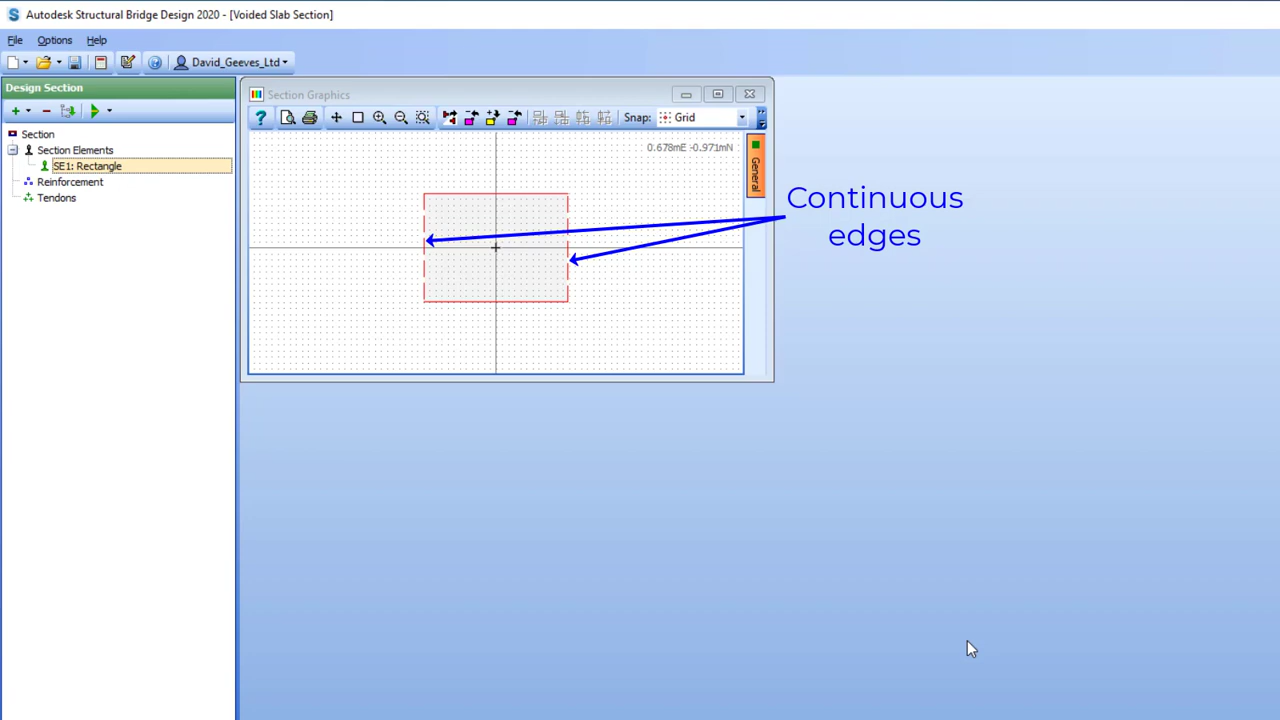 Autodesk Structural Bridge Design 2020 - [Voided Slab Section]
File Options Help
David_Geeves_Ltd
Design Section
Section
Section Elements
SE1: Rectangle
Reinforcement
Tendons
Section Graphics
Snap: Grid
0.678mE -0.971mN
General
Continuous
edges